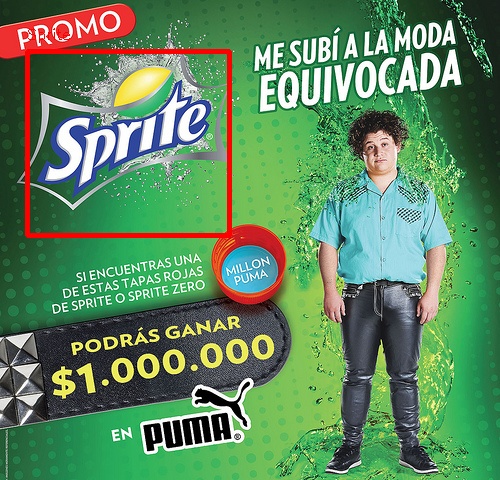 PROMO
Sprite
ME SUBÍ A LA MODA
EQUIVOCADA
SI ENCUENTRAS UNA
DE ESTAS TAPAS ROJAS
DE SPRITE O SPRITE ZERO
MILLON
PUMA
PODRÁS GANAR
$1.000.000
EN PUMA®